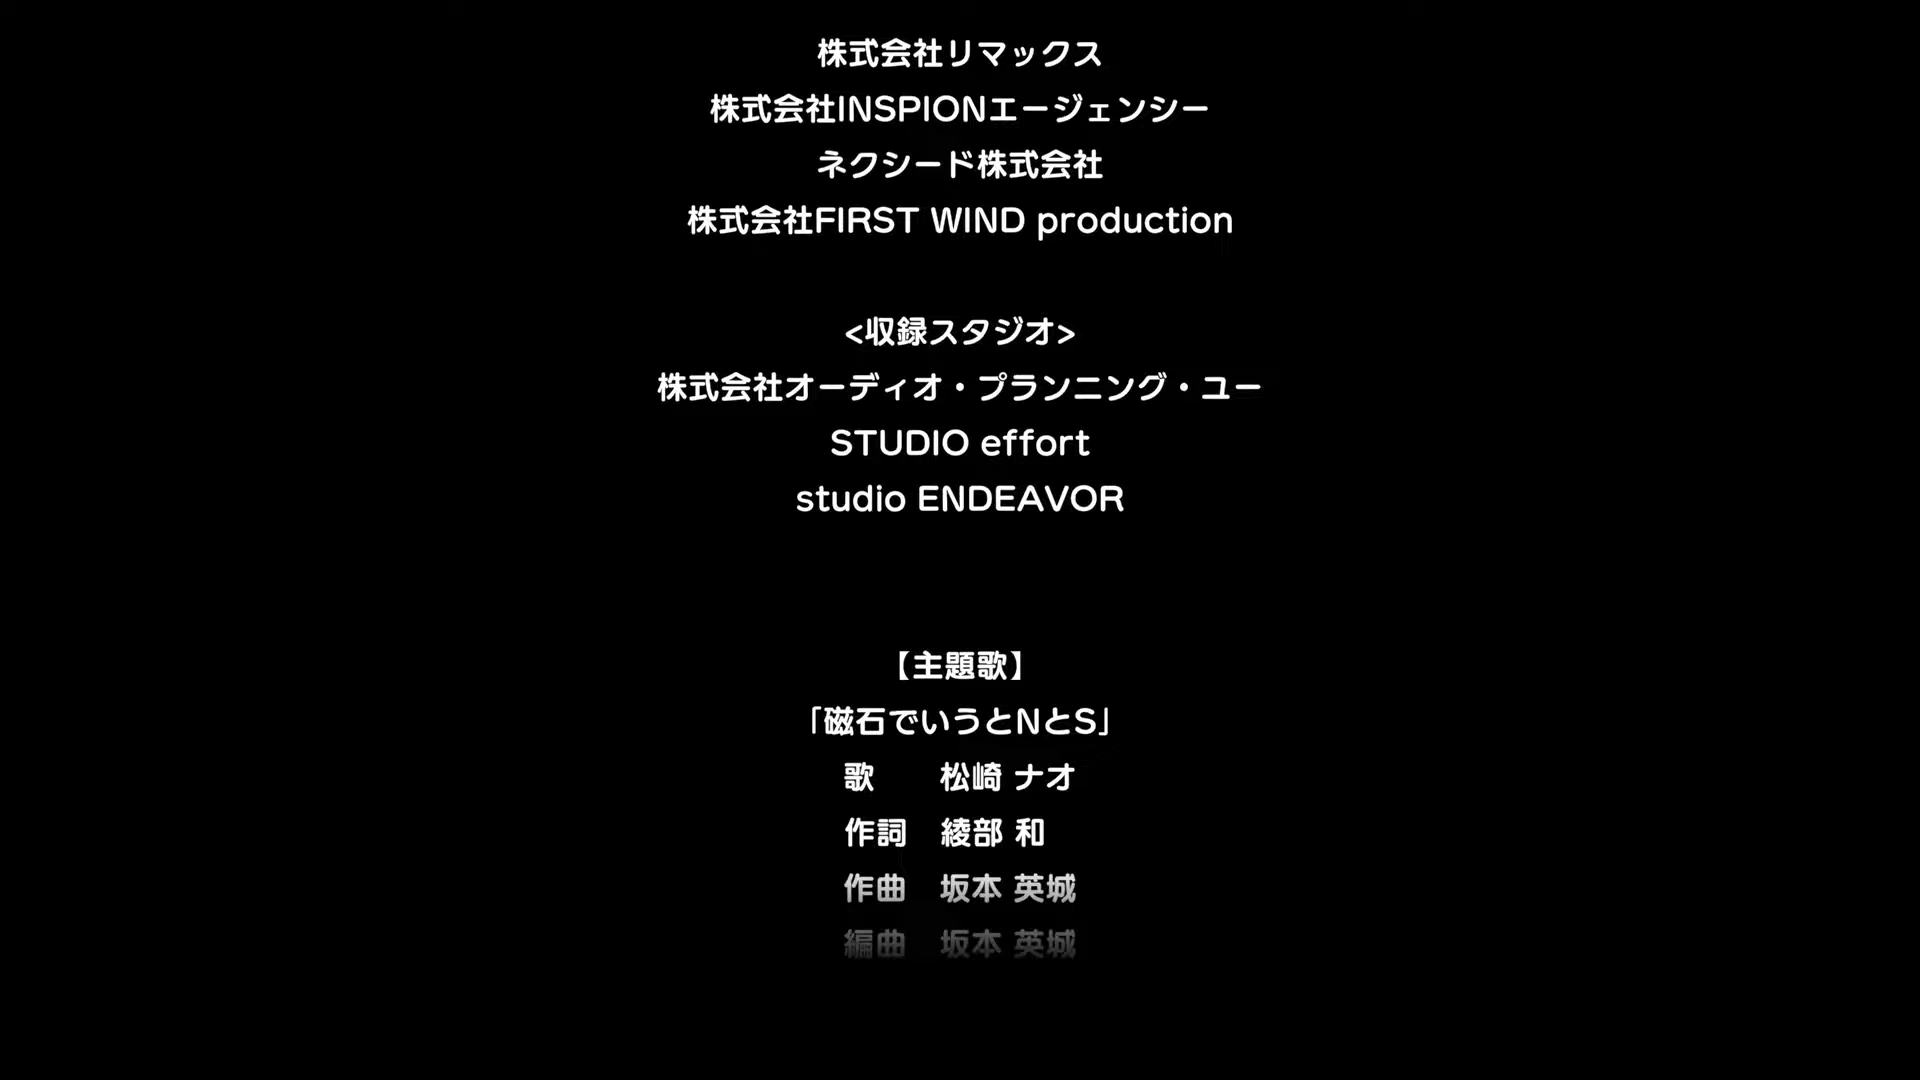 株式会社リマックス
株式会社INSPIONエージェンシー
ネクシード株式会社
株式会社FIRST WIND production
<収録スタジオ>
株式会社オーディオ・プランニング・ユー
STUDIO effort
studio ENDEAVOR
【主題歌】
「磁石でいうとNとS」
歌　　松崎 ナオ
作詞　綾部 和
作曲　坂本 英城
編曲　坂本 英城